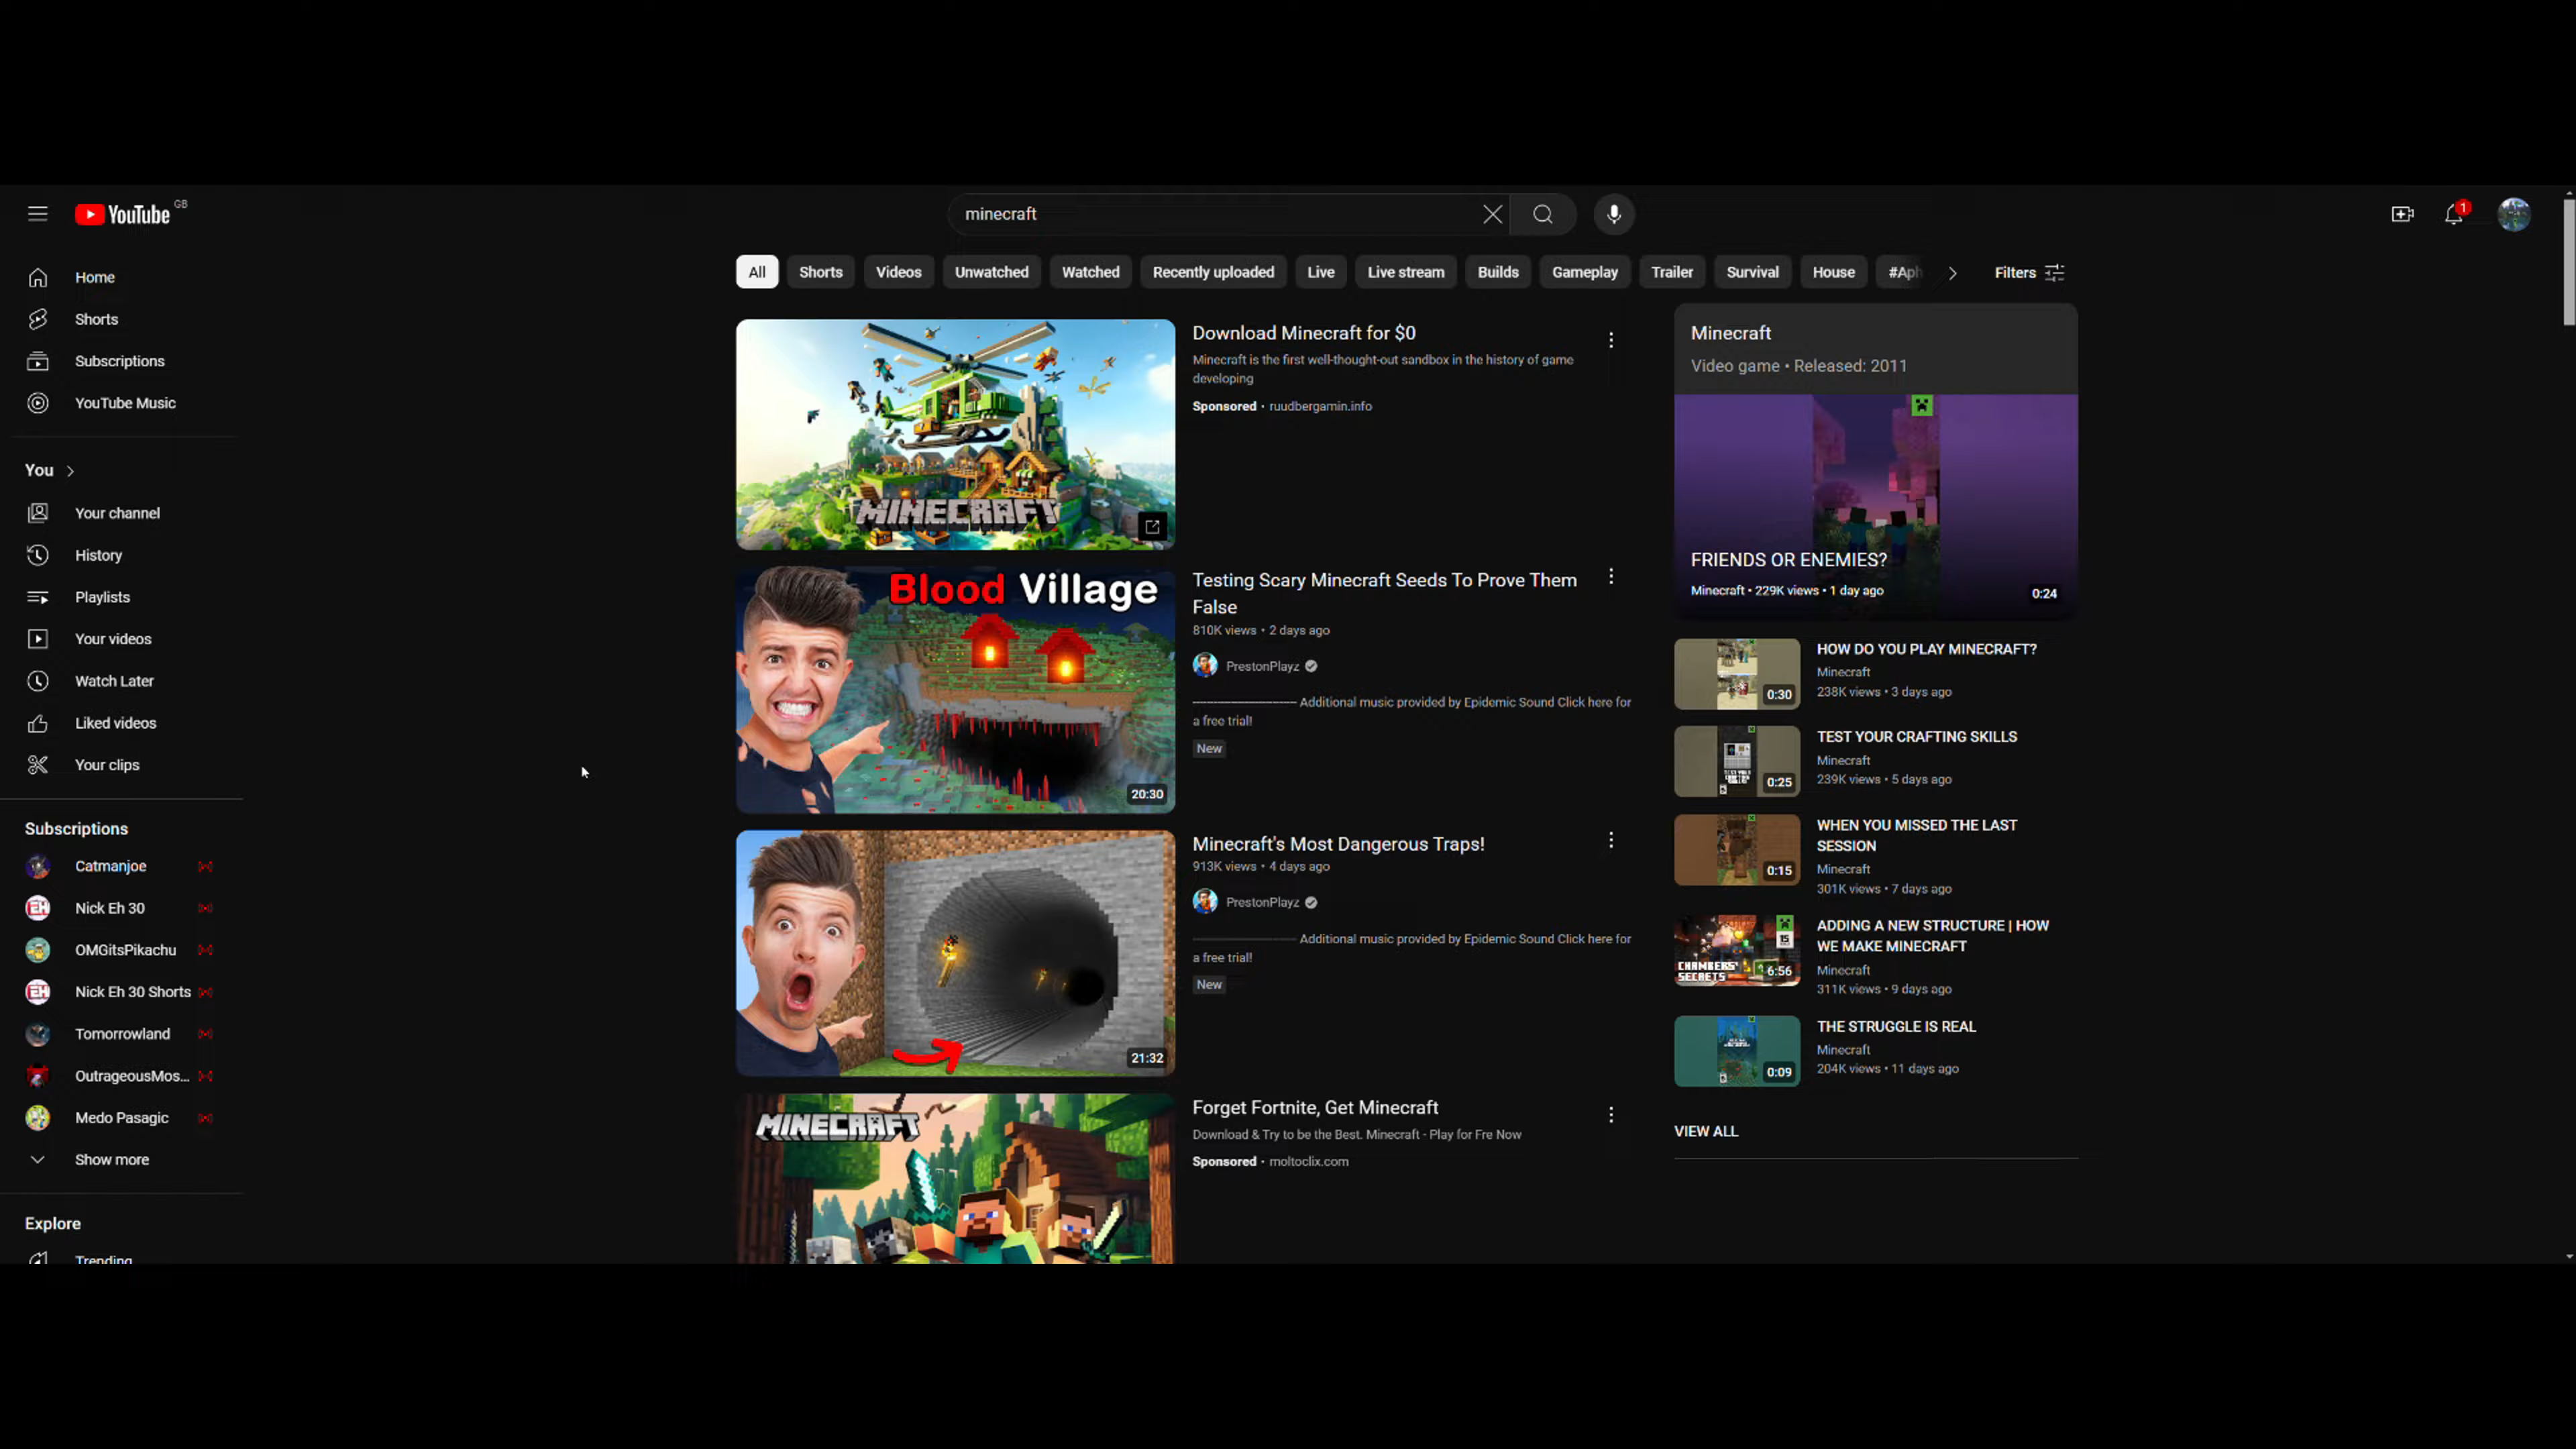 YouTube GB
minecraft
1
Home
Shorts
Subscriptions
YouTube Music
You
Your channel
History
Playlists
Your videos
Watch Later
Liked videos
Your clips
Subscriptions
Catmanjoe
Nick Eh 30
OMGitsPikachu
Nick Eh 30 Shorts
Tomorrowland
OutrageousMos...
Medo Pasagic
Show more
Explore
Trending
All Shorts Videos Unwatched Watched Recently uploaded Live Live stream Builds Gameplay Trailer Survival House #Aph Filters
MINECRAFT
Download Minecraft for $0
Minecraft is the first well-thought-out sandbox in the history of game
developing
Sponsored · ruudbergamin.info
Blood Village
20:30
Testing Scary Minecraft Seeds To Prove Them
False
810K views • 2 days ago
PrestonPlayz
Additional music provided by Epidemic Sound Click here for
a free trial!
New
21:32
Minecraft's Most Dangerous Traps!
913K views • 4 days ago
PrestonPlayz
Additional music provided by Epidemic Sound Click here for
a free trial!
New
MINECRAFT
Forget Fortnite, Get Minecraft
Download & Try to be the Best. Minecraft - Play for Fre Now
Sponsored · moltoclix.com
Minecraft
Video game • Released: 2011
FRIENDS OR ENEMIES?
Minecraft • 229K views • 1 day ago
0:24
0:30
HOW DO YOU PLAY MINECRAFT?
Minecraft
238K views • 3 days ago
0:25
TEST YOUR CRAFTING SKILLS
Minecraft
239K views • 5 days ago
0:15
WHEN YOU MISSED THE LAST
SESSION
Minecraft
301K views • 7 days ago
15
CHAMBERS'
SECRETS
6:56
ADDING A NEW STRUCTURE | HOW
WE MAKE MINECRAFT
Minecraft
311K views • 9 days ago
0:09
THE STRUGGLE IS REAL
Minecraft
204K views • 11 days ago
VIEW ALL